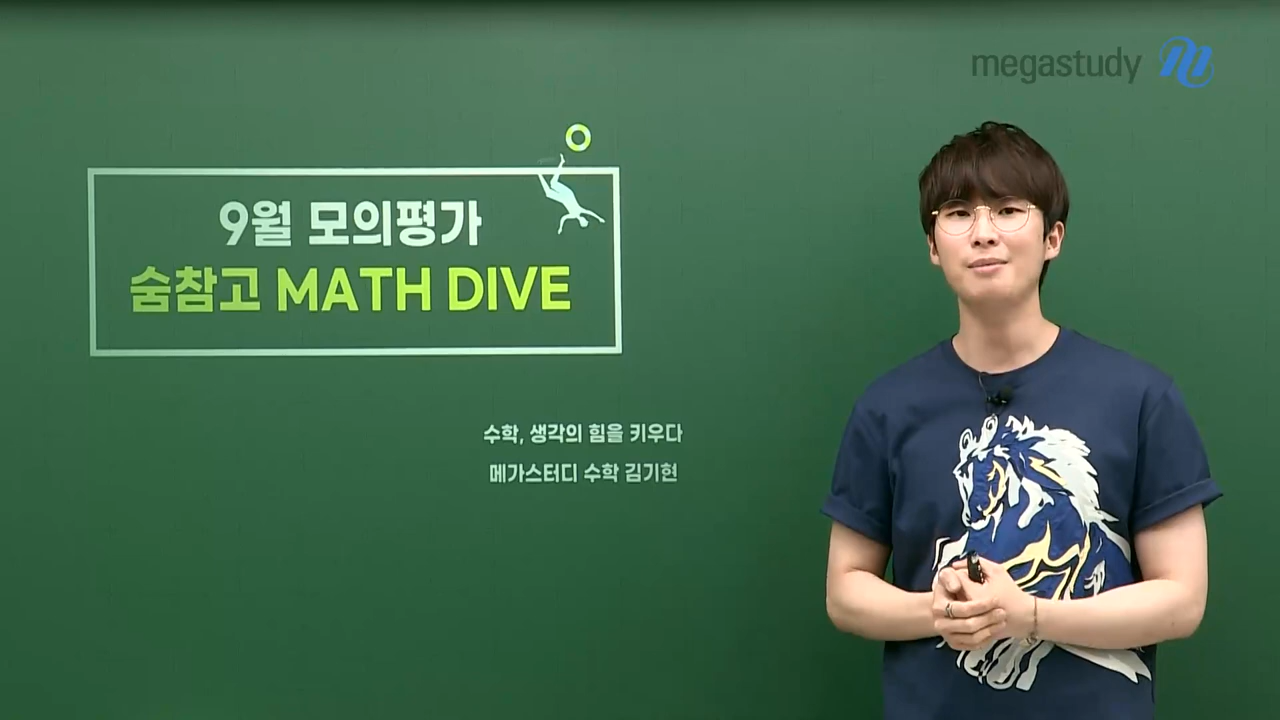 megastudy
9월 모의평가
숨참고 MATH DIVE
수학, 생각의 힘을 키우다
메가스터디 수학 김기현